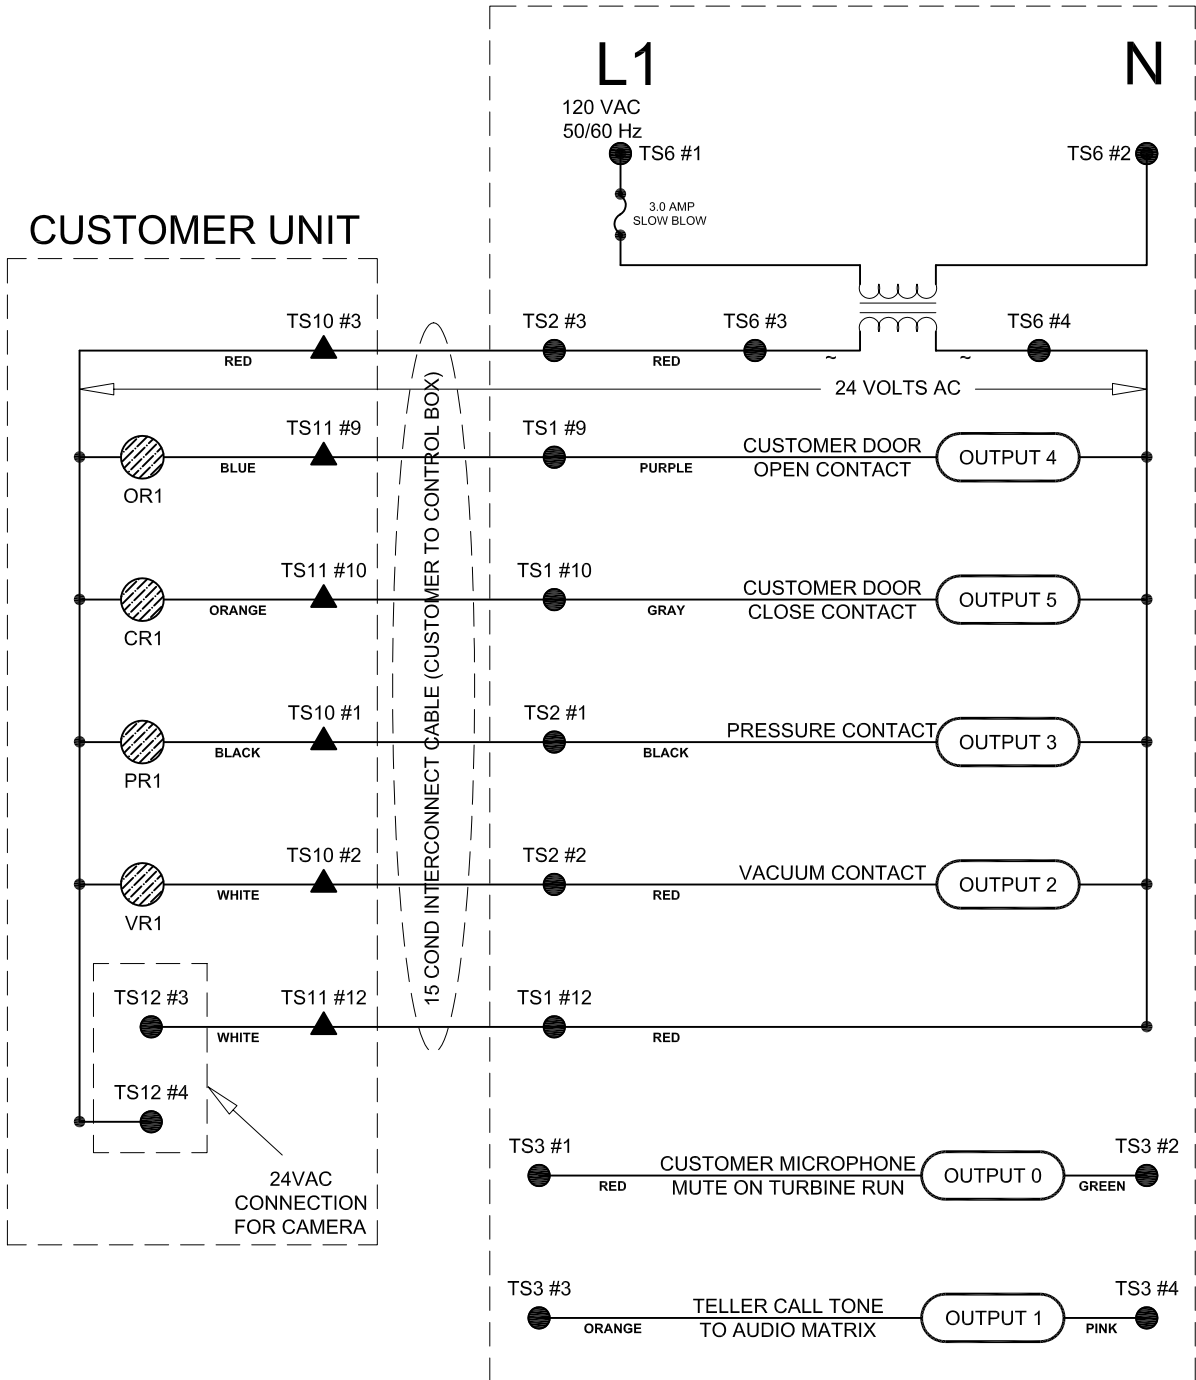 L1
N
120 VAC
50/60 Hz
TS6 #1
TS6 #2
3.0 AMP
SLOW BLOW
CUSTOMER UNIT
TS10 #3
TS2 #3
TS6 #3
TS6 #4
RED
RED
~
~
24 VOLTS AC
15 COND INTERCONNECT CABLE (CUSTOMER TO CONTROL BOX)
TS11 #9
TS1 #9
CUSTOMER DOOR
OPEN CONTACT
OUTPUT 4
BLUE
PURPLE
OR1
TS11 #10
TS1 #10
CUSTOMER DOOR
CLOSE CONTACT
OUTPUT 5
ORANGE
GRAY
CR1
TS10 #1
TS2 #1
PRESSURE CONTACT
OUTPUT 3
BLACK
BLACK
PR1
TS10 #2
TS2 #2
VACUUM CONTACT
OUTPUT 2
WHITE
RED
VR1
TS12 #3
TS11 #12
TS1 #12
WHITE
RED
TS12 #4
24VAC
CONNECTION
FOR CAMERA
TS3 #1
CUSTOMER MICROPHONE
MUTE ON TURBINE RUN
OUTPUT 0
TS3 #2
RED
GREEN
TS3 #3
TELLER CALL TONE
TO AUDIO MATRIX
OUTPUT 1
TS3 #4
ORANGE
PINK